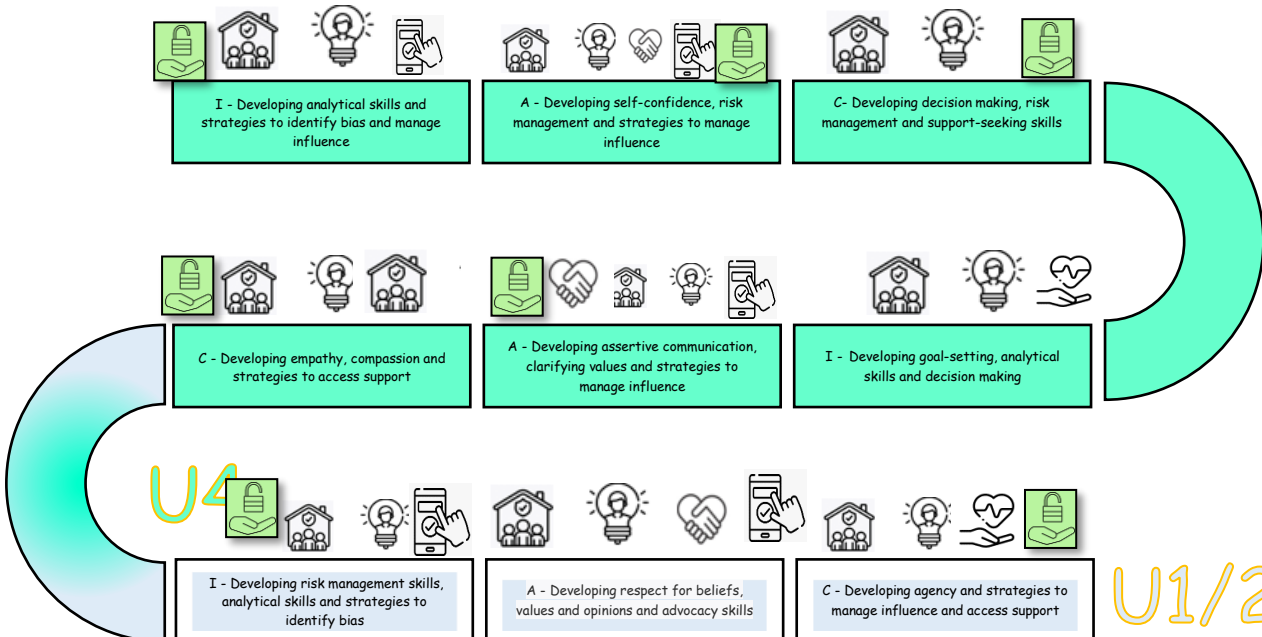 I - Developing analytical skills and
strategies to identify bias and manage
influence
A - Developing self-confidence, risk
management and strategies to manage
influence
C- Developing decision making, risk
management and support-seeking skills
C - Developing empathy, compassion and
strategies to access support
A - Developing assertive communication,
clarifying values and strategies to
manage influence
I - Developing goal-setting, analytical
skills and decision making
U4
I - Developing risk management skills,
analytical skills and strategies to
identify bias
A - Developing respect for beliefs,
values and opinions and advocacy skills
C - Developing agency and strategies to
manage influence and access support
U1/2